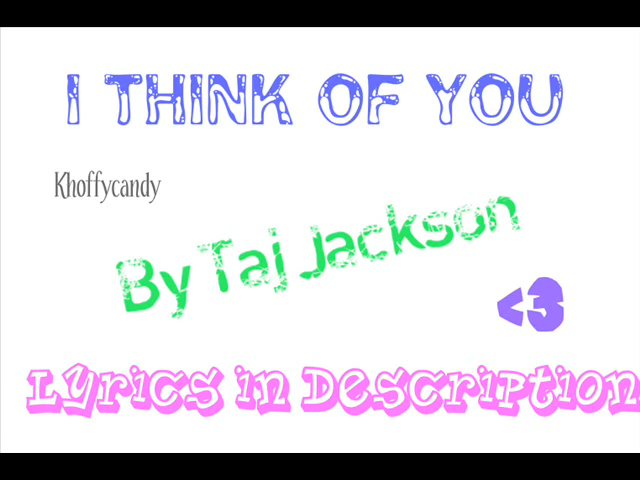 I THINK OF YOU
Khoffycandy
By Taj Jackson
<3
Lyrics in Description